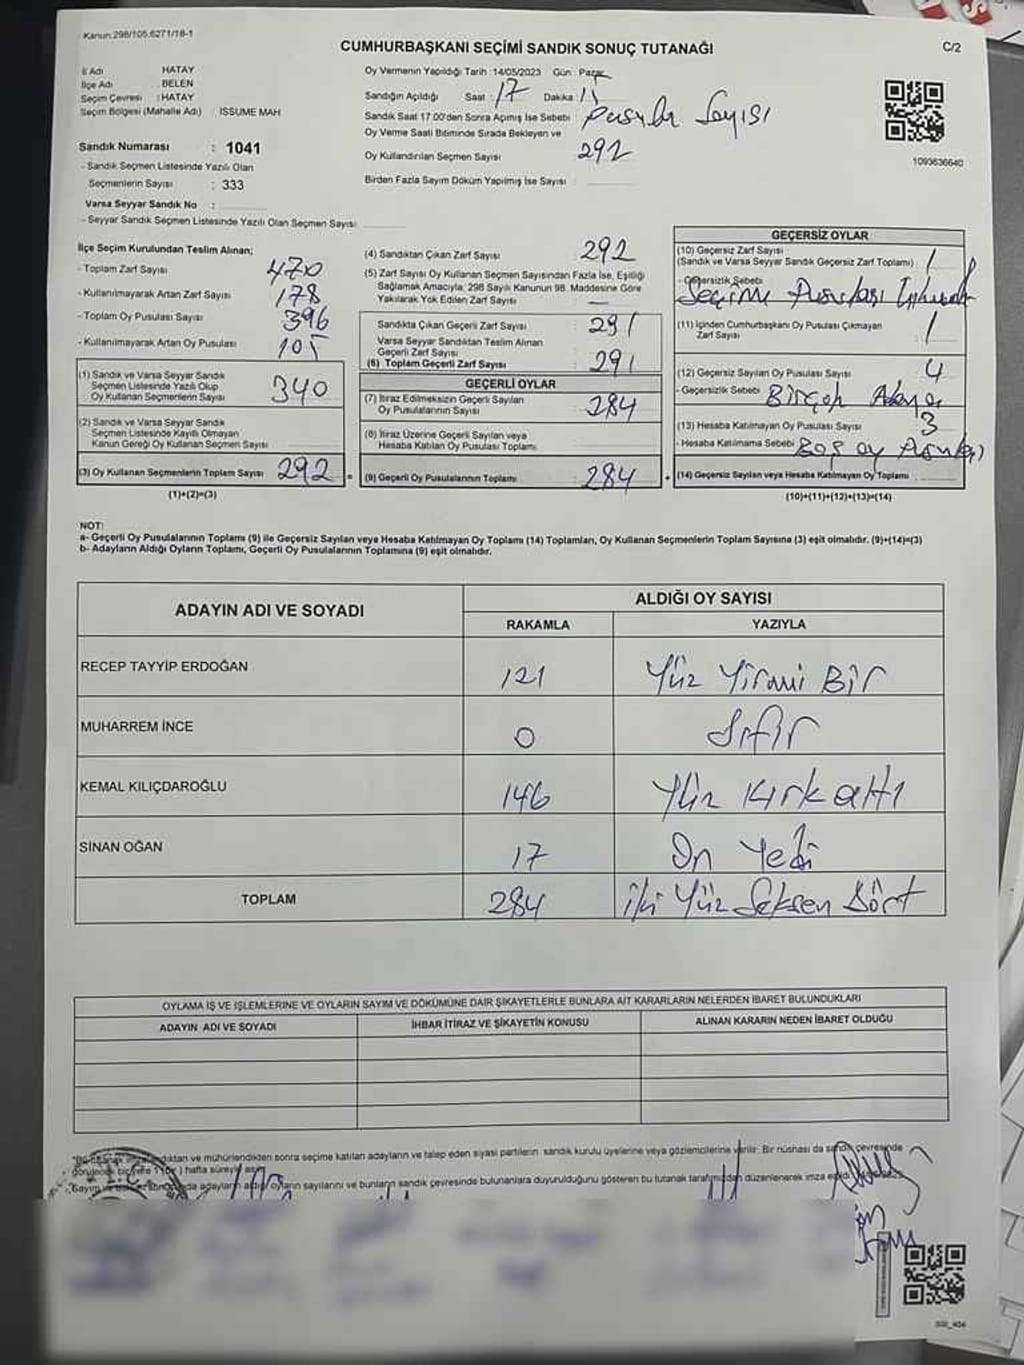 Kanun:298/105.6271/18-1
CUMHURBAŞKANI SEÇİMİ SANDIK SONUÇ TUTANAĞI
C/2
İl Adı HATAY
İlçe Adı BELEN
Seçim Çevresi : HATAY
Seçim Bölgesi (Mahalle Adı) ISSUME MAH
Sandık Numarası : 1041
- Sandık Seçmen Listesinde Yazılı Olan
Seçmenlerin Sayısı : 333
Varsa Seyyar Sandık No :
- Seyyar Sandık Seçmen Listesinde Yazılı Olan Seçmen Sayısı
Oy Vermenin Yapıldığı Tarih :14/05/2023 Gün : Pazar
Sandığın Açıldığı Saat : 17 Dakika : 11
Sandık Saat 17.00'den Sonra Açımış İse Sebebi : Pusula Sayısı
Oy Verme Saati Bitiminde Sırada Bekleyen ve
Oy Kullandırılan Seçmen Sayısı 292
Birden Fazla Sayım Döküm Yapılmış İse Sayısı :
1093636640
İlçe Seçim Kurulundan Teslim Alınan;
- Toplam Zarf Sayısı 470
- Kullanılmayarak Artan Zarf Sayısı : 178
- Toplam Oy Pusulası Sayısı 396
- Kullanılmayarak Artan Oy Pusulası 105
(1) Sandık ve Varsa Seyyar Sandık
Seçmen Listesinde Yazılı Olup
Oy Kullanan Seçmenlerin Sayısı 340
(2) Sandık ve Varsa Seyyar Sandık
Seçmen Listesinde Kayıtlı Olmayan
Kanun Gereği Oy Kullanan Seçmen Sayısı
(3) Oy Kullanan Seçmenlerin Toplam Sayısı 292 =
(1)+(2)=(3)
(4) Sandıktan Çıkan Zarf Sayısı 292
(5) Zarf Sayısı Oy Kullanan Seçmen Sayısından Fazla İse, Eşitliği
Sağlamak Amacıyla; 298 Sayılı Kanunun 98. Maddesine Göre
Yakılarak Yok Edilen Zarf Sayısı —
Sandıkta Çıkan Geçerli Zarf Sayısı : 291
Varsa Seyyar Sandıktan Teslim Alınan
Geçerli Zarf Sayısı
(6) Toplam Geçerli Zarf Sayısı 291
GEÇERLİ OYLAR
(7) İtiraz Edilmeksizin Geçerli Sayılan
Oy Pusulalarının Sayısı 284
(8) İtiraz Üzerine Geçerli Sayılan veya
Hesaba Katılan Oy Pusulası Toplamı
(9) Geçerli Oy Pusulalarının Toplamı 284 +
GEÇERSİZ OYLAR
(10) Geçersiz Zarf Sayısı
(Sandık ve Varsa Seyyar Sandık Geçersiz Zarf Toplamı) 1
- Geçersizlik Sebebi
Seçime Pusulası
(11) İçinden Cumhurbaşkanı Oy Pusulası Çıkmayan
Zarf Sayısı 1
(12) Geçersiz Sayılan Oy Pusulası Sayısı 4
- Geçersizlik Sebebi Birçok Adaya
(13) Hesaba Katılmayan Oy Pusulası Sayısı 3
- Hesaba Katılmama Sebebi Boş oy Pusulası
(14) Geçersiz Sayılan veya Hesaba Katılmayan Oy Toplamı
(10)+(11)+(12)+(13)=(14)
NOT:
a- Geçerli Oy Pusulalarının Toplamı (9) ile Geçersiz Sayılan veya Hesaba Katılmayan Oy Toplamı (14) Toplamları, Oy Kullanan Seçmenlerin Toplam Sayısına (3) eşit olmalıdır. (9)+(14)=(3)
b- Adayların Aldığı Oyların Toplamı, Geçerli Oy Pusulalarının Toplamına (9) eşit olmalıdır.
ADAYIN ADI VE SOYADI ALDIĞI OY SAYISI
RAKAMLA YAZIYLA
RECEP TAYYİP ERDOĞAN 121 Yüz Yirmi Bir
MUHARREM İNCE 0 Sıfır
KEMAL KILIÇDAROĞLU 146 Yüz Kırk altı
SİNAN OĞAN 17 On Yedi
TOPLAM 284 iki Yüz Seksen Dört
OYLAMA İŞ VE İŞLEMLERİNE VE OYLARIN SAYIM VE DÖKÜMÜNE DAİR ŞİKAYETLERLE BUNLARA AİT KARARLARIN NELERDEN İBARET BULUNDUKLARI
ADAYIN ADI VE SOYADI İHBAR İTİRAZ VE ŞİKAYETİN KONUSU ALINAN KARARIN NEDEN İBARET OLDUĞU
ve mühürlendikten sonra seçime katılan adayların ve talep eden siyasi partilerin sandık kurulu üyelerine veya gözlemcilerine verilir. Bir nüshası da sandık çevresinde
görülecek bir yere 1 (bir) hafta süreyle asılır.
adayların aldığı oyların sayılarını ve bunların sandık çevresinde bulunanlara duyurulduğunu gösteren bu tutanak tarafımızdan düzenlenerek imza